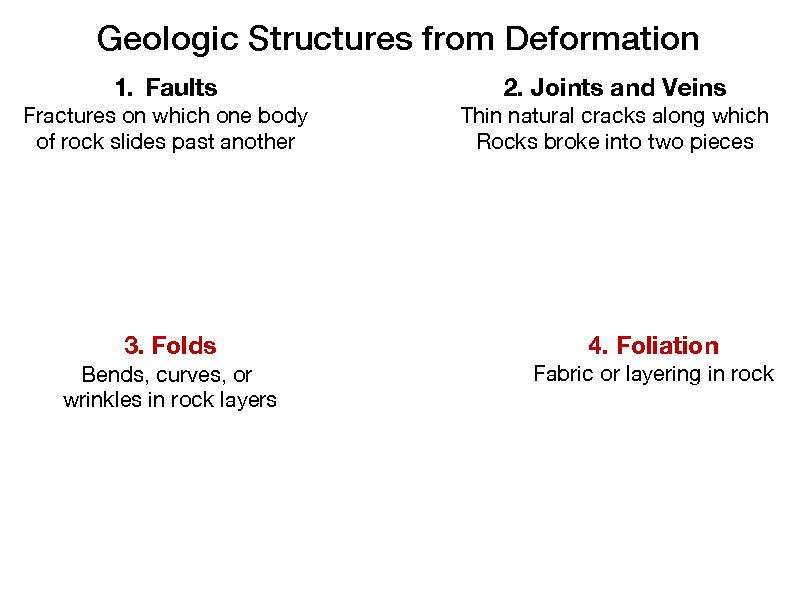 Geologic Structures from Deformation
1. Faults
Fractures on which one body
of rock slides past another
2. Joints and Veins
Thin natural cracks along which
Rocks broke into two pieces
3. Folds
Bends, curves, or
wrinkles in rock layers
4. Foliation
Fabric or layering in rock